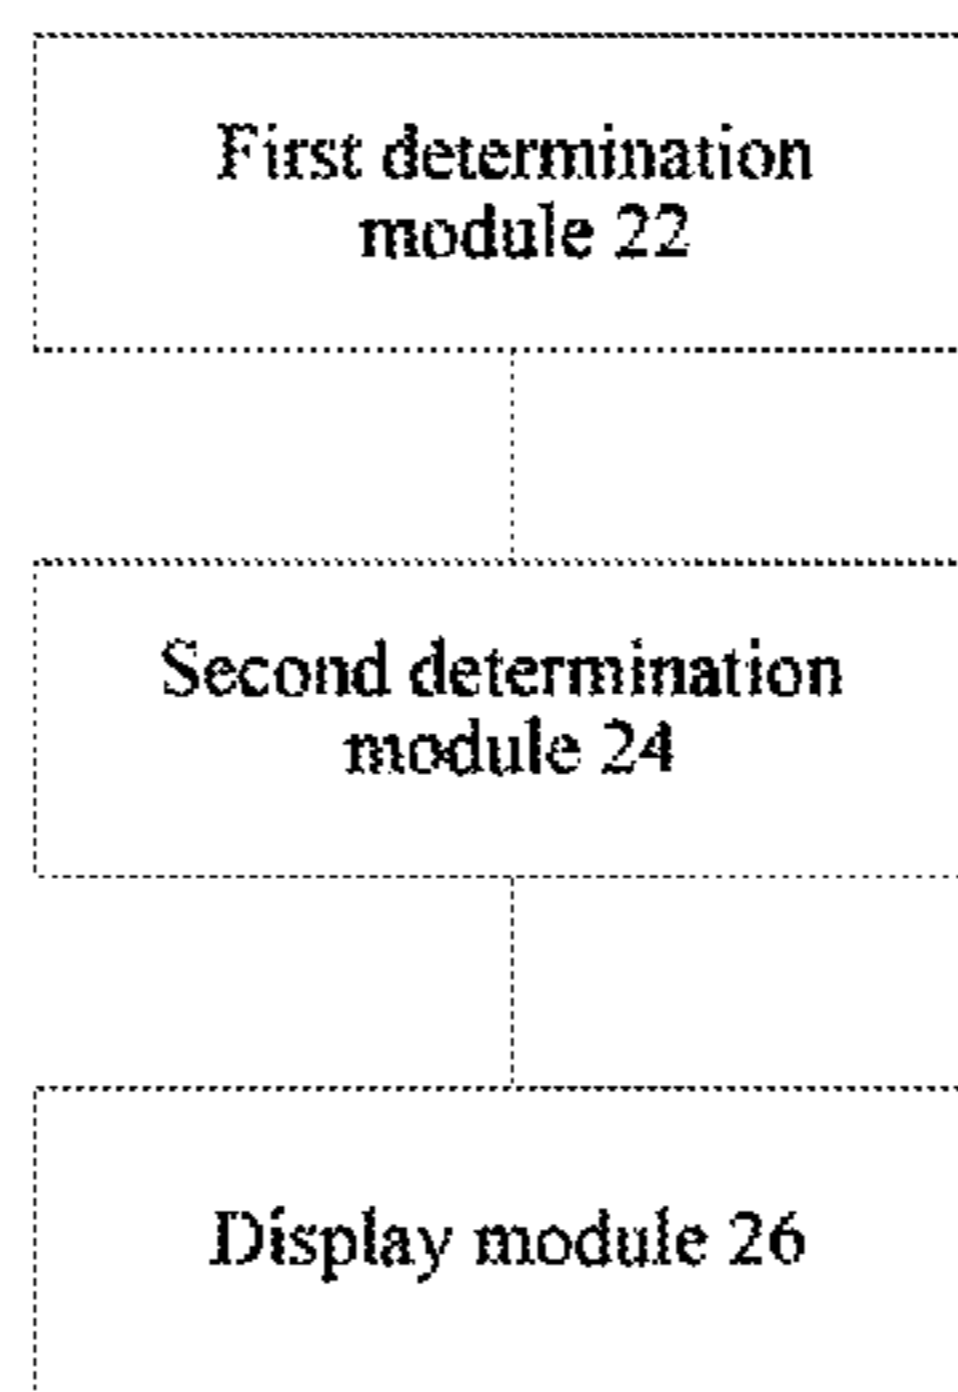 First determination
module 22
Second determination
module 24
Display module 26